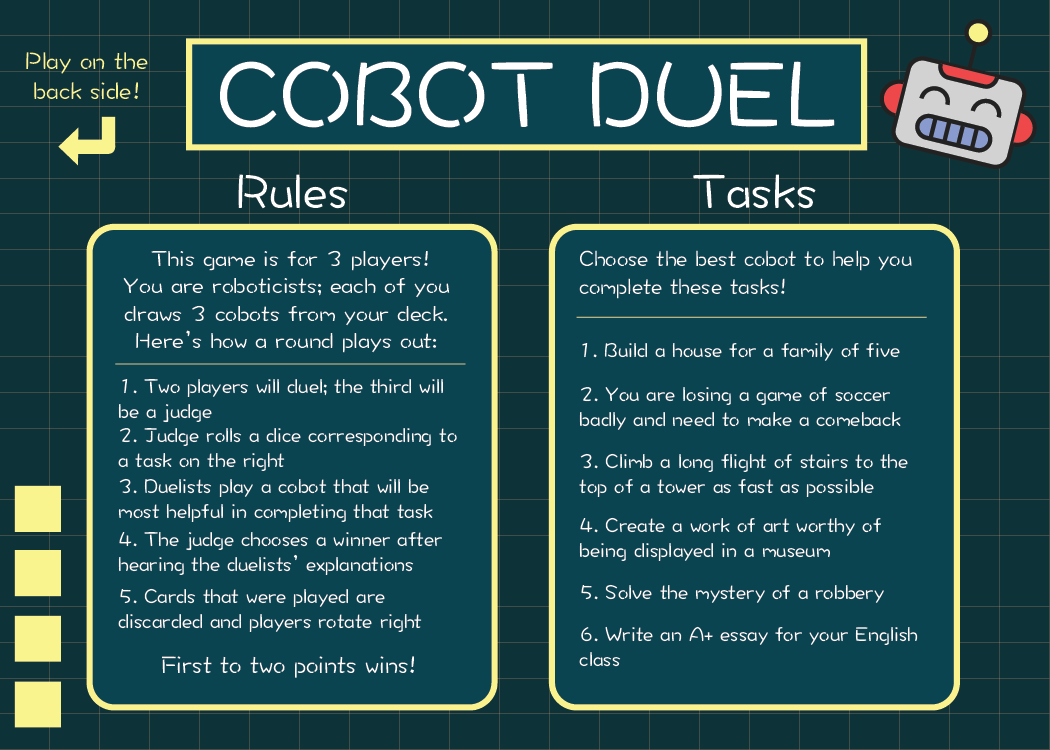 Play on the
back side!
COBOT DUEL
Rules
This game is for 3 players!
You are roboticists; each of you
draws 3 cobots from your deck.
Here's how a round plays out:
1. Two players will duel; the third will
be a judge
2. Judge rolls a dice corresponding to
a task on the right
3. Duelists play a cobot that will be
most helpful in completing that task
4. The judge chooses a winner after
hearing the duelists' explanations
5. Cards that were played are
discarded and players rotate right
First to two points wins!
Tasks
Choose the best cobot to help you
complete these tasks!
1. Build a house for a family of five
2. You are losing a game of soccer
badly and need to make a comeback
3. Climb a long flight of stairs to the
top of a tower as fast as possible
4. Create a work of art worthy of
being displayed in a museum
5. Solve the mystery of a robbery
6. Write an A+ essay for your English
class